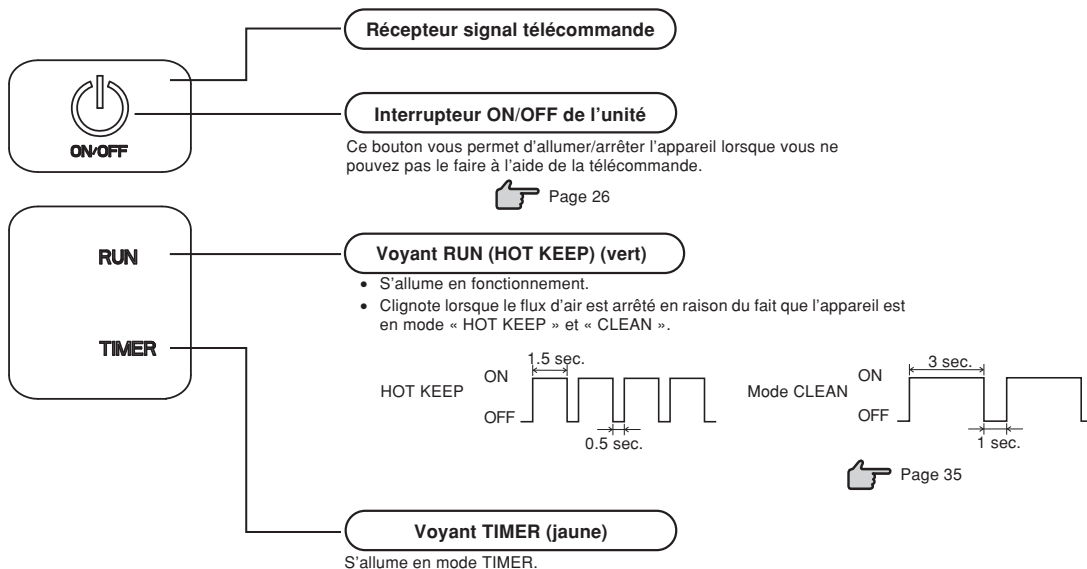 Récepteur signal télécommande
ON/OFF
Interrupteur ON/OFF de l'unité
Ce bouton vous permet d'allumer/arrêter l'appareil lorsque vous ne
pouvez pas le faire à l'aide de la télécommande.
Page 26
RUN
Voyant RUN (HOT KEEP) (vert)
• S'allume en fonctionnement.
• Clignote lorsque le flux d'air est arrêté en raison du fait que l'appareil est
en mode « HOT KEEP » et « CLEAN ».
TIMER
HOT KEEP
ON
OFF
1.5 sec.
0.5 sec.
Mode CLEAN
ON
OFF
3 sec.
1 sec.
Page 35
Voyant TIMER (jaune)
S'allume en mode TIMER.